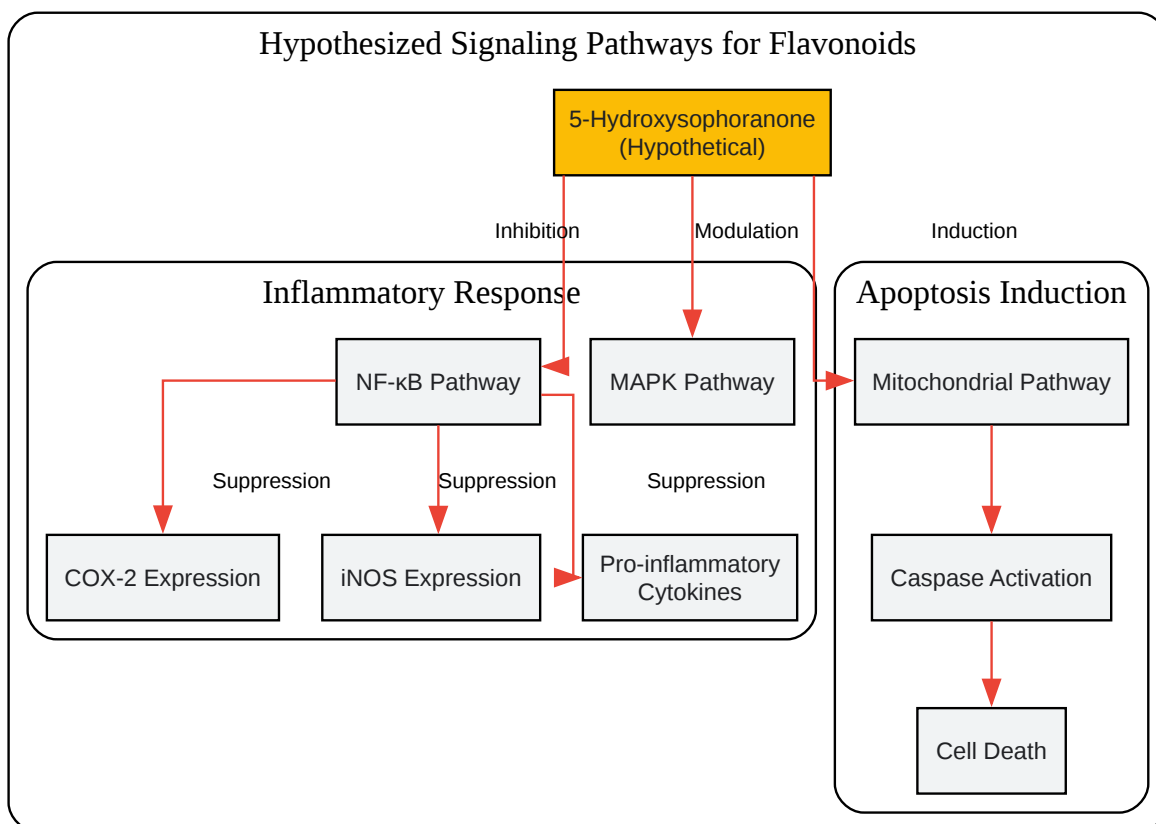 Hypothesized Signaling Pathways for Flavonoids
5-Hydroxysophoranone
(Hypothetical)
Inhibition
Modulation
Induction
Inflammatory Response
Apoptosis Induction
NF-κB Pathway
MAPK Pathway
Mitochondrial Pathway
Suppression
Suppression
Suppression
COX-2 Expression
iNOS Expression
Pro-inflammatory
Cytokines
Caspase Activation
Cell Death